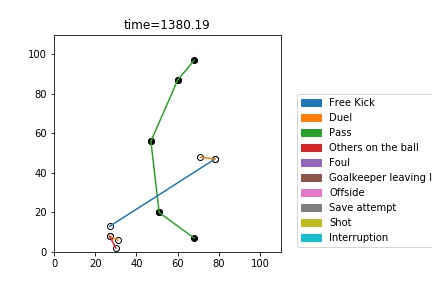 time=1380.19
100
80
60
40
20
0
0 20 40 60 80 100
Free Kick
Duel
Pass
Others on the ball
Foul
Goalkeeper leaving l
Offside
Save attempt
Shot
Interruption